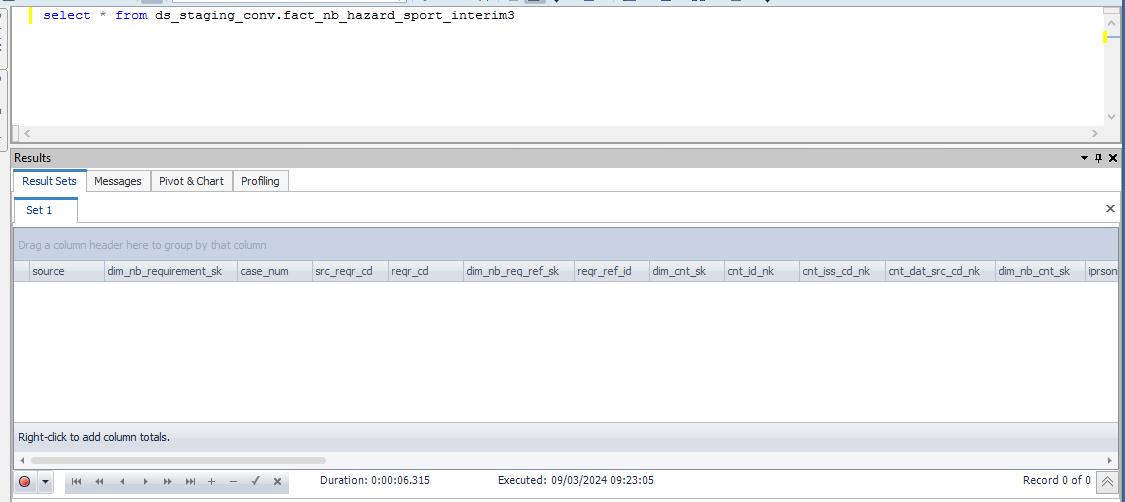 select * from ds_staging_conv.fact_nb_hazard_sport_interim3
Results
Result Sets Messages Pivot & Chart Profiling
Set 1
Drag a column header here to group by that column
source dim_nb_requirement_sk case_num src_reqr_cd reqr_cd dim_nb_req_ref_sk reqr_ref_id dim_cnt_sk cnt_id_nk cnt_iss_cd_nk cnt_dat_src_cd_nk dim_nb_cnt_sk iprson
Right-click to add column totals.
Duration: 0:00:06.315 Executed: 09/03/2024 09:23:05 Record 0 of 0